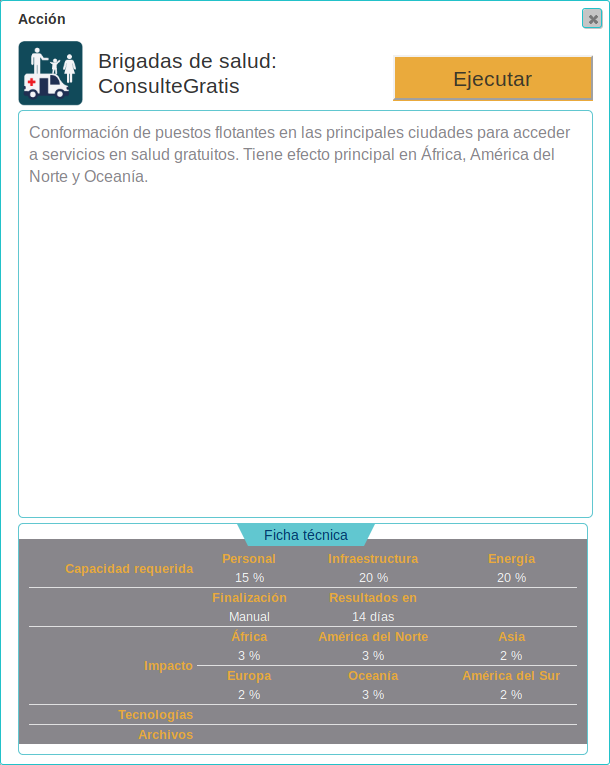 Acción
Brigadas de salud:
ConsulteGratis
Ejecutar
Conformación de puestos flotantes en las principales ciudades para acceder
a servicios en salud gratuitos. Tiene efecto principal en África, América del
Norte y Oceanía.
Ficha técnica
Capacidad requerida
Personal Infraestructura Energía
15 % 20 % 20 %
Finalización Resultados en
Manual 14 días
Impacto
África América del Norte Asia
3 % 3 % 2 %
Europa Oceanía América del Sur
2 % 3 % 2 %
Tecnologías
Archivos